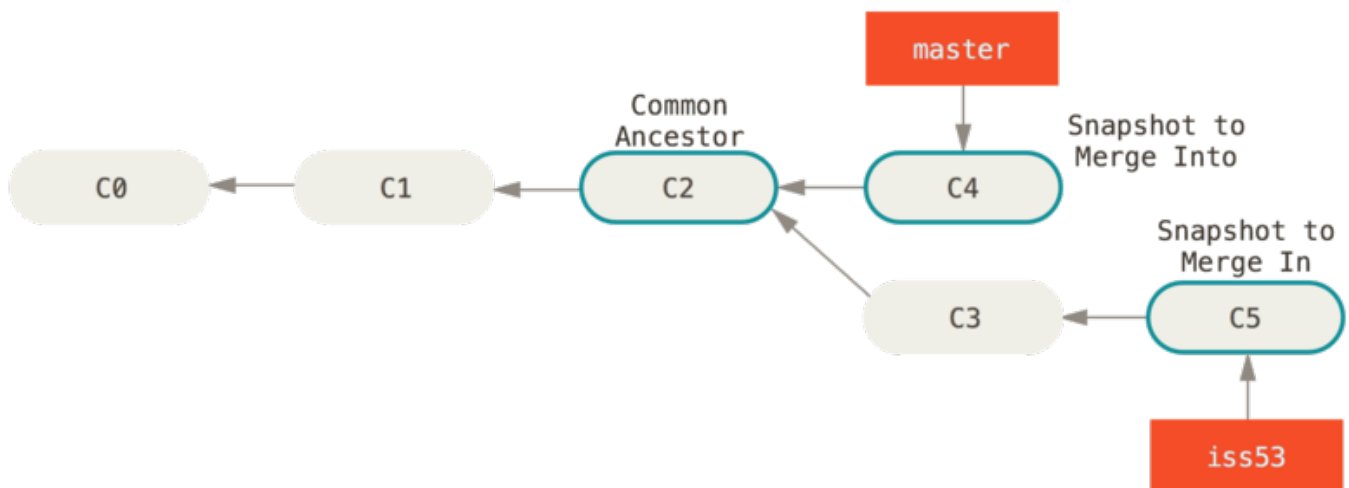 master
Common
Ancestor
Snapshot to
Merge Into
C0
C1
C2
C4
Snapshot to
Merge In
C3
C5
iss53